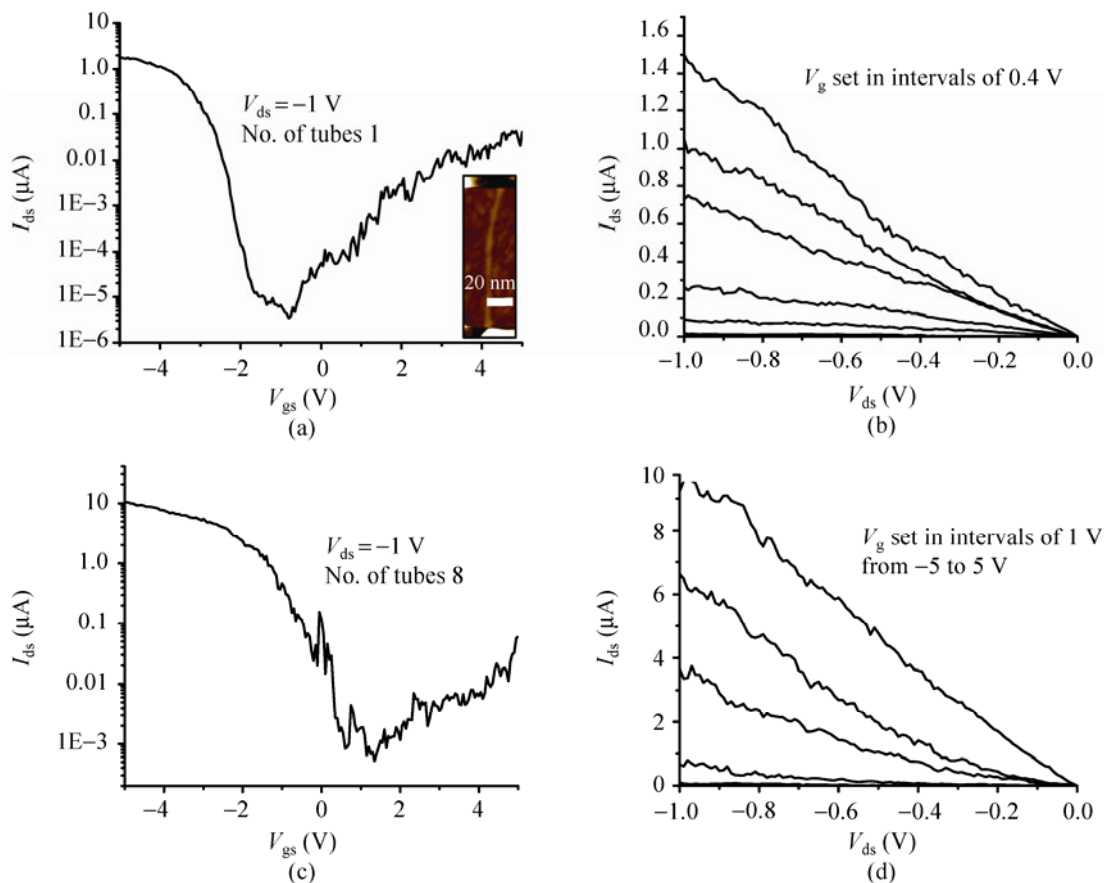 10
1.0
0.1
0.01
1E−3
1E−4
1E−5
1E−6
I_ds (μA)
V_ds = −1 V
No. of tubes 1
20 nm
−4 −2 0 2 4
V_gs (V)
(a)
1.6
1.4
1.2
1.0
0.8
0.6
0.4
0.2
0.0
I_ds (μA)
V_g set in intervals of 0.4 V
−1.0 −0.8 −0.6 −0.4 −0.2 0.0
V_ds (V)
(b)
10
1.0
0.1
0.01
1E−3
I_ds (μA)
V_ds = −1 V
No. of tubes 8
−4 −2 0 2 4
V_gs (V)
(c)
10
8
6
4
2
0
I_ds (μA)
V_g set in intervals of 1 V
from −5 to 5 V
−1.0 −0.8 −0.6 −0.4 −0.2 0.0
V_ds (V)
(d)